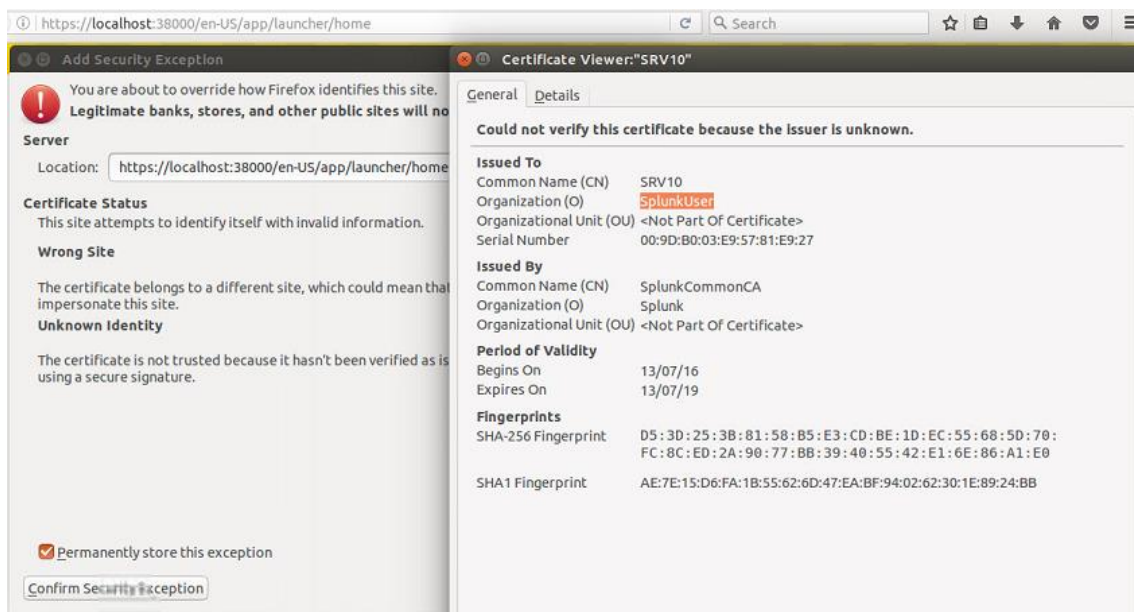 https://localhost:38000/en-US/app/launcher/home
Search
Add Security Exception
You are about to override how Firefox identifies this site.
Legitimate banks, stores, and other public sites will no
Server
Location: https://localhost:38000/en-US/app/launcher/home
Certificate Status
This site attempts to identify itself with invalid information.
Wrong Site
The certificate belongs to a different site, which could mean that
impersonate this site.
Unknown Identity
The certificate is not trusted because it hasn't been verified as is
using a secure signature.
Permanently store this exception
Confirm Security Exception
Certificate Viewer:"SRV10"
General Details
Could not verify this certificate because the issuer is unknown.
Issued To
Common Name (CN) SRV10
Organization (O) SplunkUser
Organizational Unit (OU) <Not Part Of Certificate>
Serial Number 00:9D:B0:03:E9:57:81:E9:27
Issued By
Common Name (CN) SplunkCommonCA
Organization (O) Splunk
Organizational Unit (OU) <Not Part Of Certificate>
Period of Validity
Begins On 13/07/16
Expires On 13/07/19
Fingerprints
SHA-256 Fingerprint D5:3D:25:3B:81:58:B5:E3:CD:BE:1D:EC:55:68:5D:70:
FC:8C:ED:2A:90:77:BB:39:40:55:42:E1:6E:86:A1:E0
SHA1 Fingerprint AE:7E:15:D6:FA:1B:55:62:6D:47:EA:BF:94:02:62:30:1E:89:24:BB